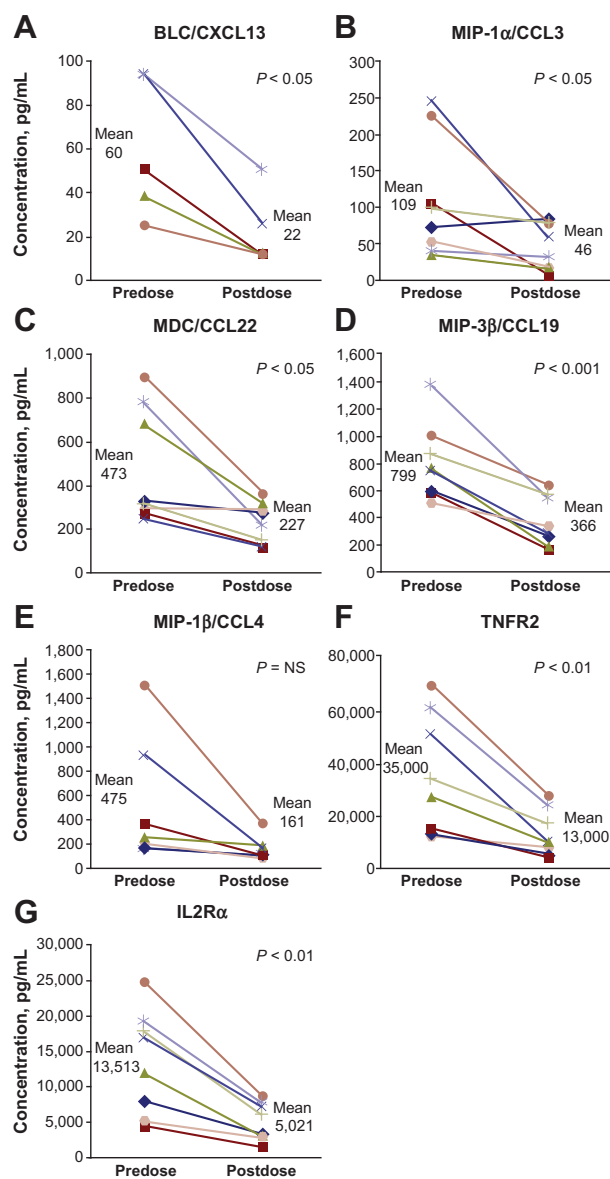 A
BLC/CXCL13
Concentration, pg/mL
100
80
60
40
20
0
P < 0.05
Mean
60
Mean
22
Predose
Postdose
B
MIP-1α/CCL3
300
250
200
150
100
50
0
P < 0.05
Mean
109
Mean
46
Predose
Postdose
C
MDC/CCL22
Concentration, pg/mL
1,000
800
600
400
200
0
P < 0.05
Mean
473
Mean
227
Predose
Postdose
D
MIP-3β/CCL19
1,600
1,400
1,200
1,000
800
600
400
200
0
P < 0.001
Mean
799
Mean
366
Predose
Postdose
E
MIP-1β/CCL4
Concentration, pg/mL
1,800
1,600
1,400
1,200
1,000
800
600
400
200
0
P = NS
Mean
475
Mean
161
Predose
Postdose
F
TNFR2
80,000
60,000
40,000
20,000
0
P < 0.01
Mean
35,000
Mean
13,000
Predose
Postdose
G
IL2Rα
Concentration, pg/mL
30,000
25,000
20,000
15,000
10,000
5,000
0
P < 0.01
Mean
13,513
Mean
5,021
Predose
Postdose